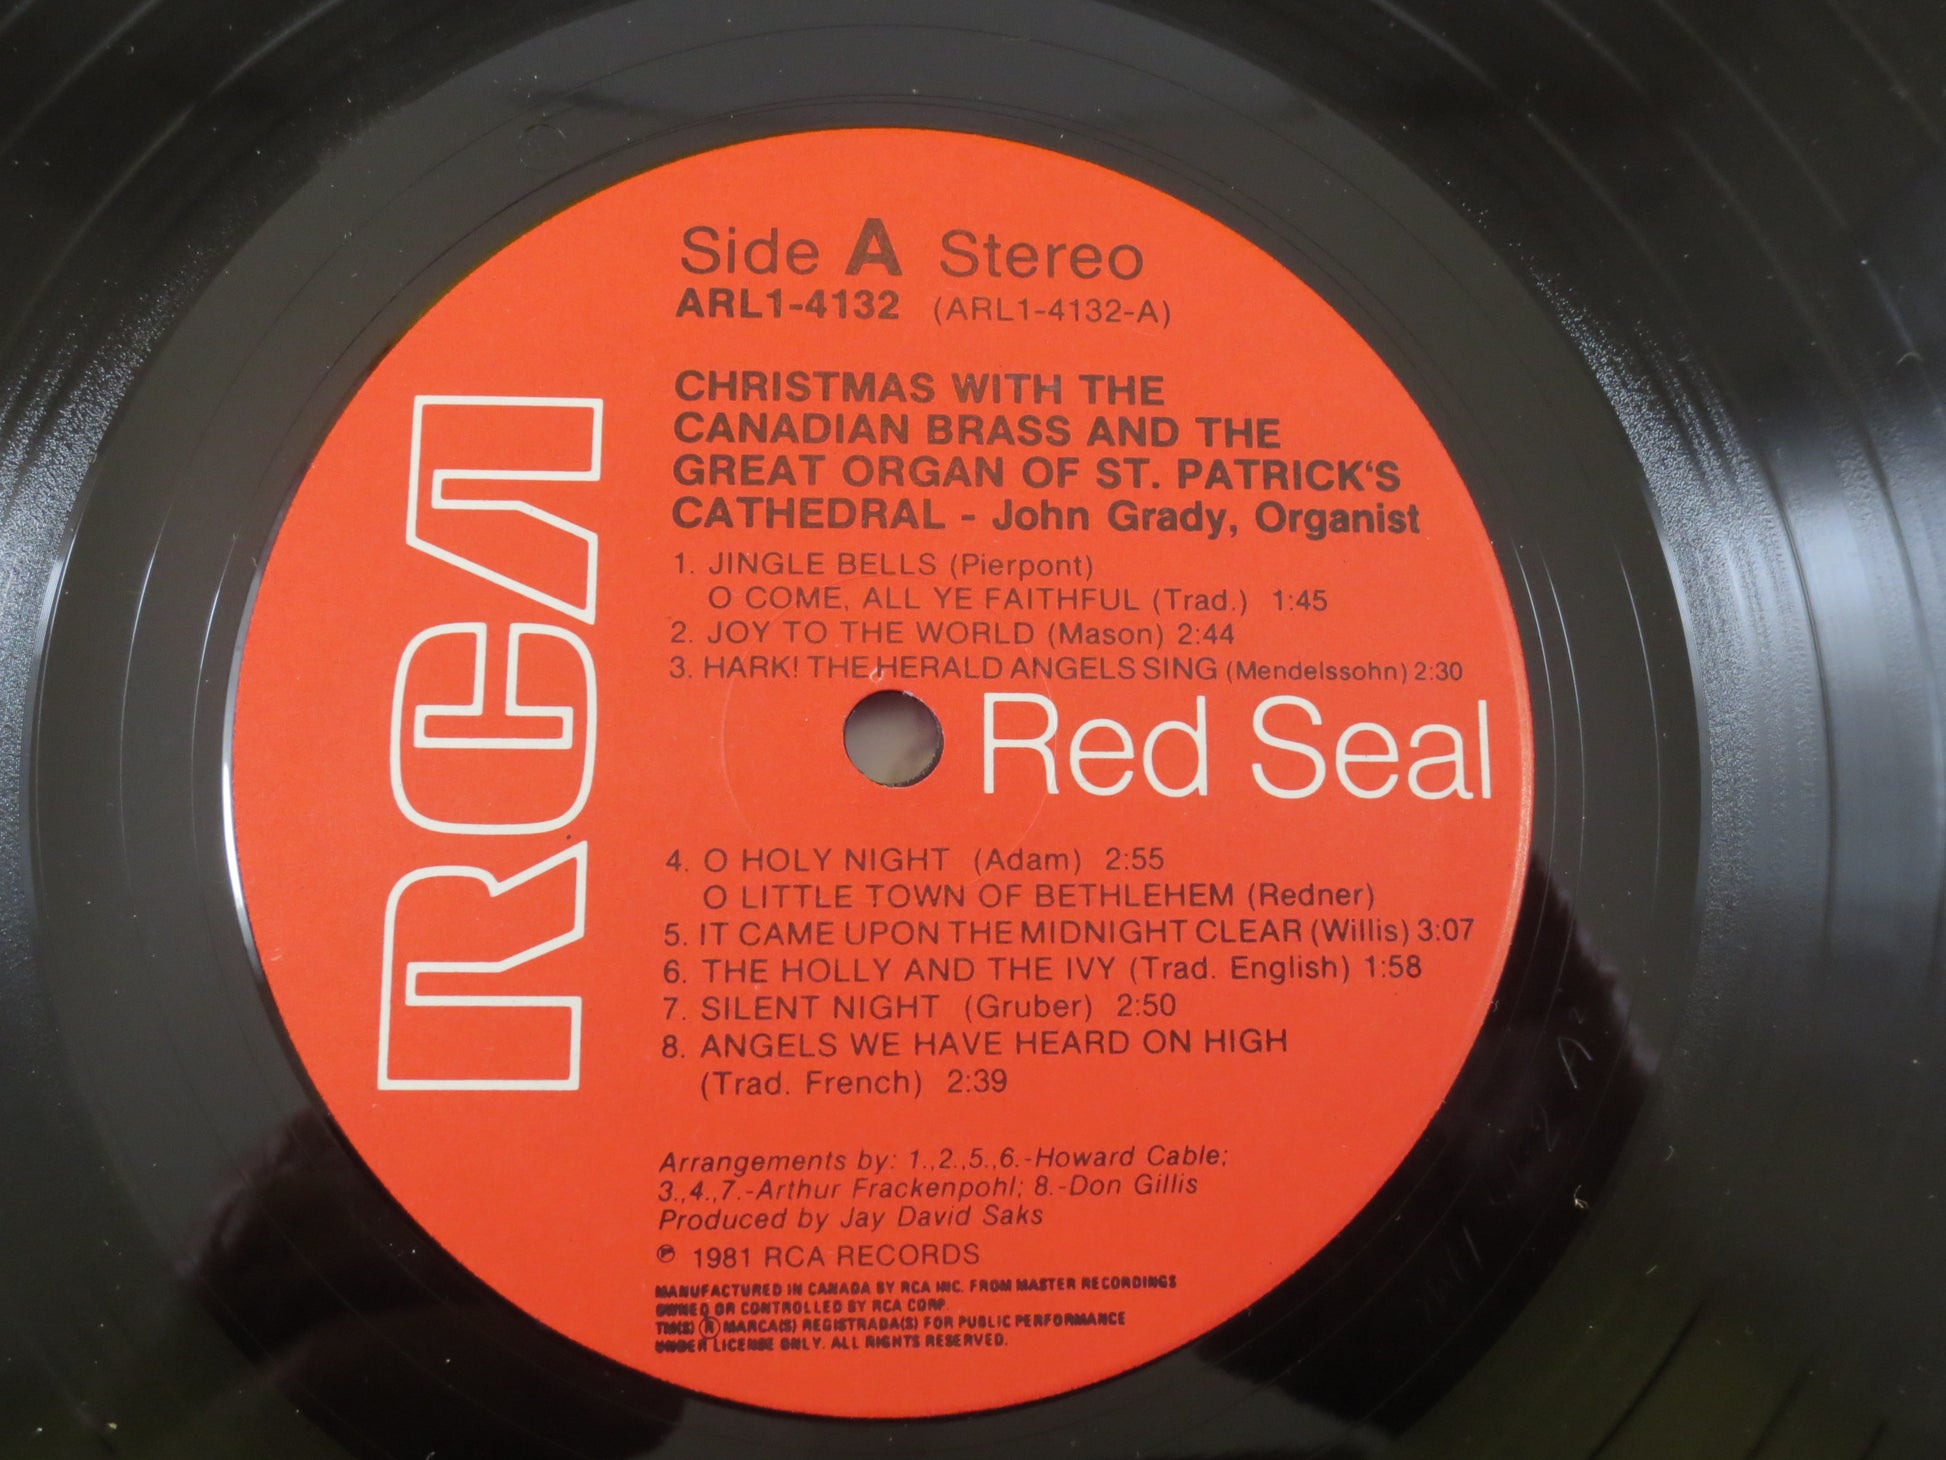 Side A Stereo
ARL1-4132 (ARL1-4132-A)
CHRISTMAS WITH THE
CANADIAN BRASS AND THE
GREAT ORGAN OF ST. PATRICK'S
CATHEDRAL - John Grady, Organist
1. JINGLE BELLS (Pierpont)
O COME, ALL YE FAITHFUL (Trad.) 1:45
2. JOY TO THE WORLD (Mason) 2:44
3. HARK! THE HERALD ANGELS SING (Mendelssohn) 2:30
RCA
Red Seal
4. O HOLY NIGHT (Adam) 2:55
O LITTLE TOWN OF BETHLEHEM (Redner)
5. IT CAME UPON THE MIDNIGHT CLEAR (Willis) 3:07
6. THE HOLLY AND THE IVY (Trad. English) 1:58
7. SILENT NIGHT (Gruber) 2:50
8. ANGELS WE HAVE HEARD ON HIGH
(Trad. French) 2:39
Arrangements by: 1.,2.,5.,6.-Howard Cable;
3.,4.,7.-Arthur Frackenpohl; 8.-Don Gillis
Produced by Jay David Saks
℗ 1981 RCA RECORDS
MANUFACTURED IN CANADA BY RCA INC. FROM MASTER RECORDINGS
OWNED OR CONTROLLED BY RCA CORP.
TM(S) ® MARCA(S) REGISTRADA(S) FOR PUBLIC PERFORMANCE
UNDER LICENSE ONLY. ALL RIGHTS RESERVED.